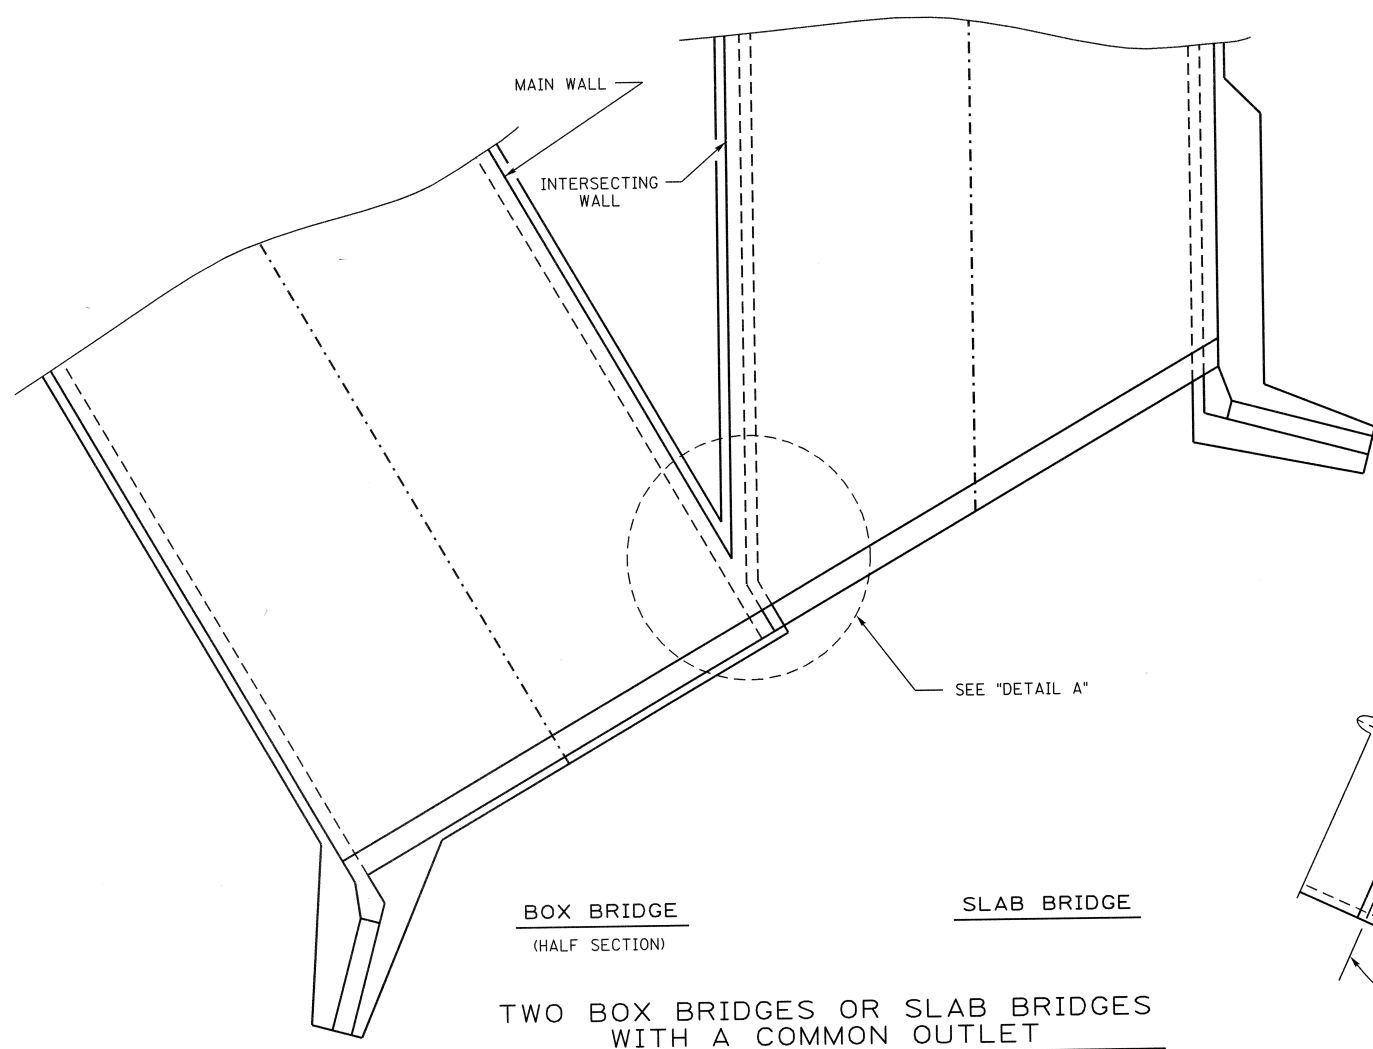 MAIN WALL
INTERSECTING
WALL
SEE "DETAIL A"
BOX BRIDGE
(HALF SECTION)
SLAB BRIDGE
TWO BOX BRIDGES OR SLAB BRIDGES
WITH A COMMON OUTLET